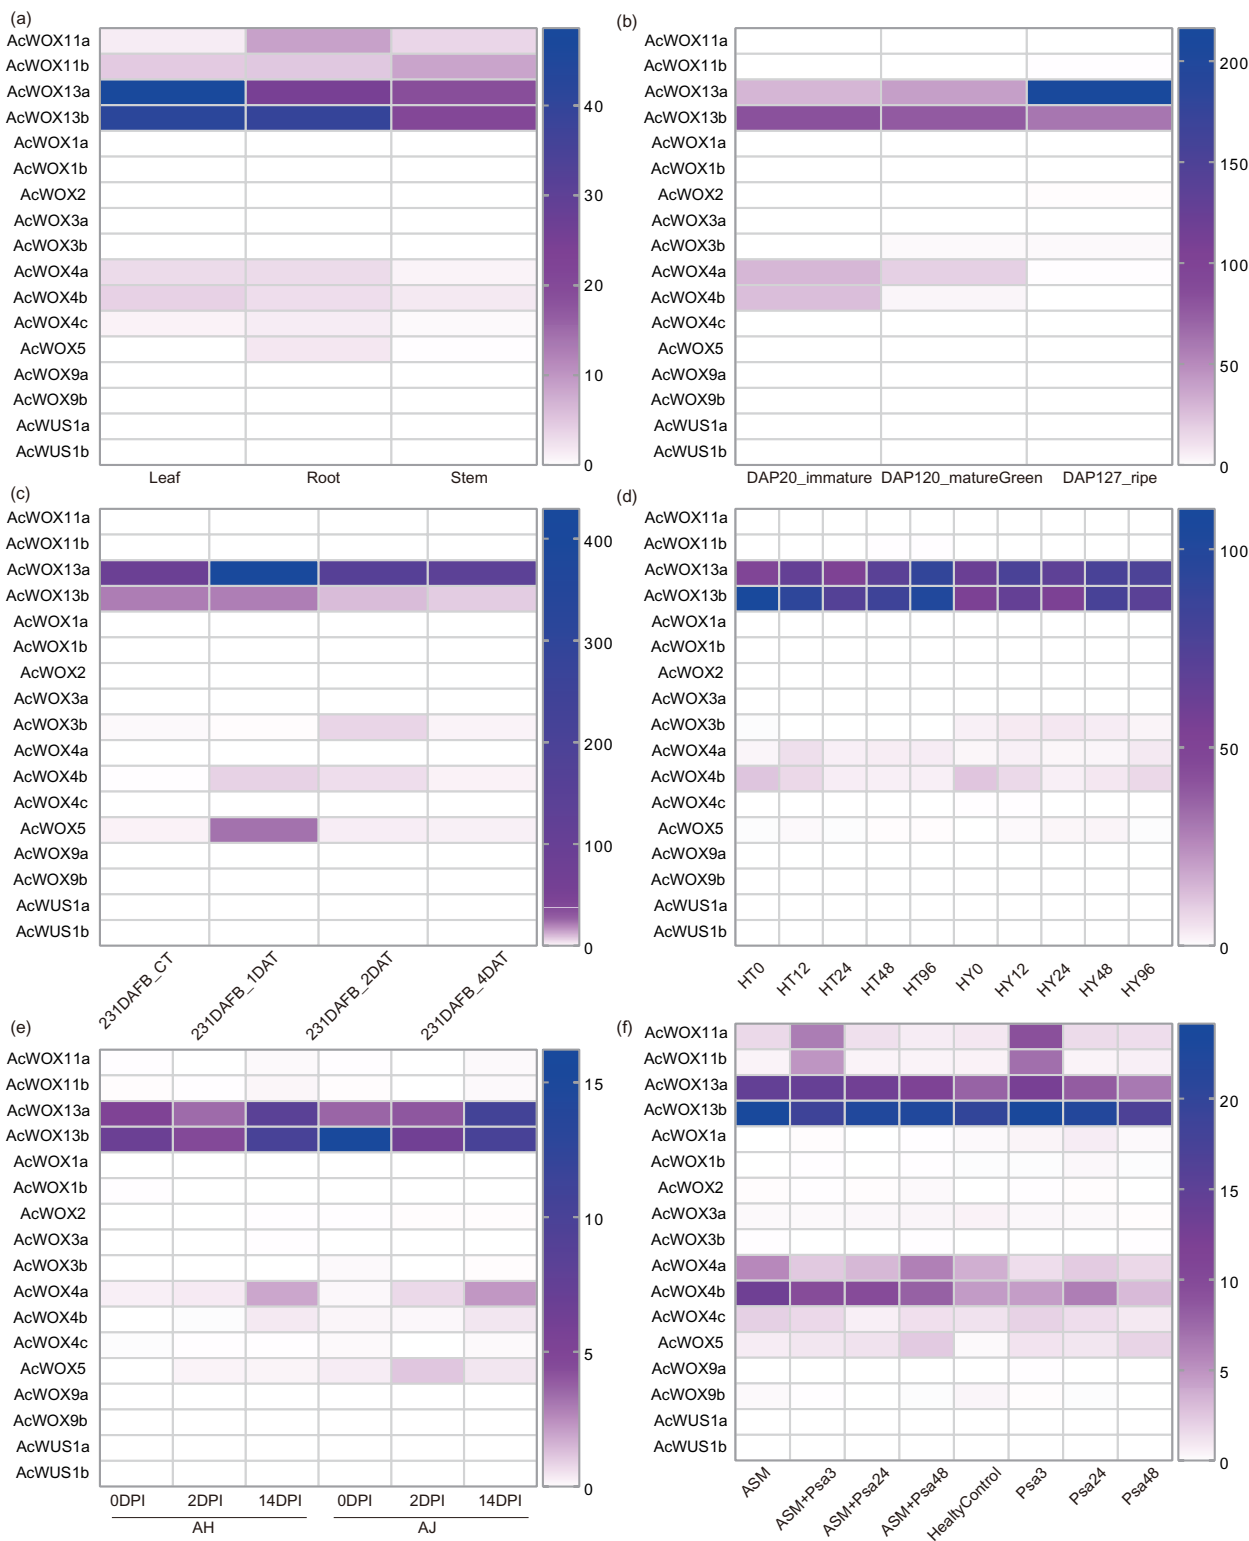 (a)
AcWOX11a
AcWOX11b
AcWOX13a
AcWOX13b
AcWOX1a
AcWOX1b
AcWOX2
AcWOX3a
AcWOX3b
AcWOX4a
AcWOX4b
AcWOX4c
AcWOX5
AcWOX9a
AcWOX9b
AcWUS1a
AcWUS1b
Leaf Root Stem
40
30
20
10
0
(b)
AcWOX11a
AcWOX11b
AcWOX13a
AcWOX13b
AcWOX1a
AcWOX1b
AcWOX2
AcWOX3a
AcWOX3b
AcWOX4a
AcWOX4b
AcWOX4c
AcWOX5
AcWOX9a
AcWOX9b
AcWUS1a
AcWUS1b
DAP20_immature DAP120_matureGreen DAP127_ripe
200
150
100
50
0
(c)
AcWOX11a
AcWOX11b
AcWOX13a
AcWOX13b
AcWOX1a
AcWOX1b
AcWOX2
AcWOX3a
AcWOX3b
AcWOX4a
AcWOX4b
AcWOX4c
AcWOX5
AcWOX9a
AcWOX9b
AcWUS1a
AcWUS1b
231DAFB_CT 231DAFB_1DAT 231DAFB_2DAT 231DAFB_4DAT
400
300
200
100
0
(d)
AcWOX11a
AcWOX11b
AcWOX13a
AcWOX13b
AcWOX1a
AcWOX1b
AcWOX2
AcWOX3a
AcWOX3b
AcWOX4a
AcWOX4b
AcWOX4c
AcWOX5
AcWOX9a
AcWOX9b
AcWUS1a
AcWUS1b
HT0 HT12 HT24 HT48 HT96 HY0 HY12 HY24 HY48 HY96
100
50
0
(e)
AcWOX11a
AcWOX11b
AcWOX13a
AcWOX13b
AcWOX1a
AcWOX1b
AcWOX2
AcWOX3a
AcWOX3b
AcWOX4a
AcWOX4b
AcWOX4c
AcWOX5
AcWOX9a
AcWOX9b
AcWUS1a
AcWUS1b
0DPI 2DPI 14DPI 0DPI 2DPI 14DPI
AH AJ
15
10
5
0
(f)
AcWOX11a
AcWOX11b
AcWOX13a
AcWOX13b
AcWOX1a
AcWOX1b
AcWOX2
AcWOX3a
AcWOX3b
AcWOX4a
AcWOX4b
AcWOX4c
AcWOX5
AcWOX9a
AcWOX9b
AcWUS1a
AcWUS1b
ASM ASM+Psa3 ASM+Psa24 ASM+Psa48 HealtyControl Psa3 Psa24 Psa48
20
15
10
5
0